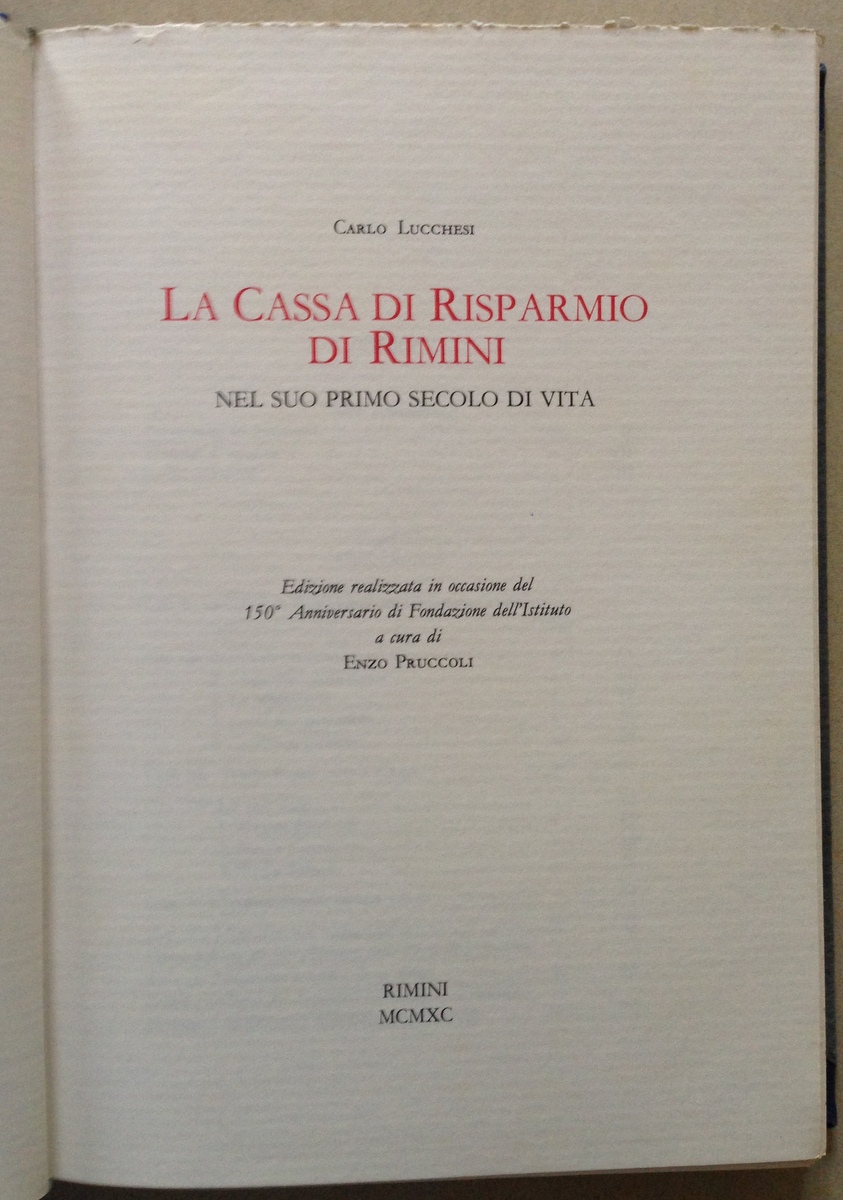 CARLO LUCCHESI
LA CASSA DI RISPARMIO
DI RIMINI
NEL SUO PRIMO SECOLO DI VITA
Edizione realizzata in occasione del
150° Anniversario di Fondazione dell'Istituto
a cura di
ENZO PRUCCOLI
RIMINI
MCMXC